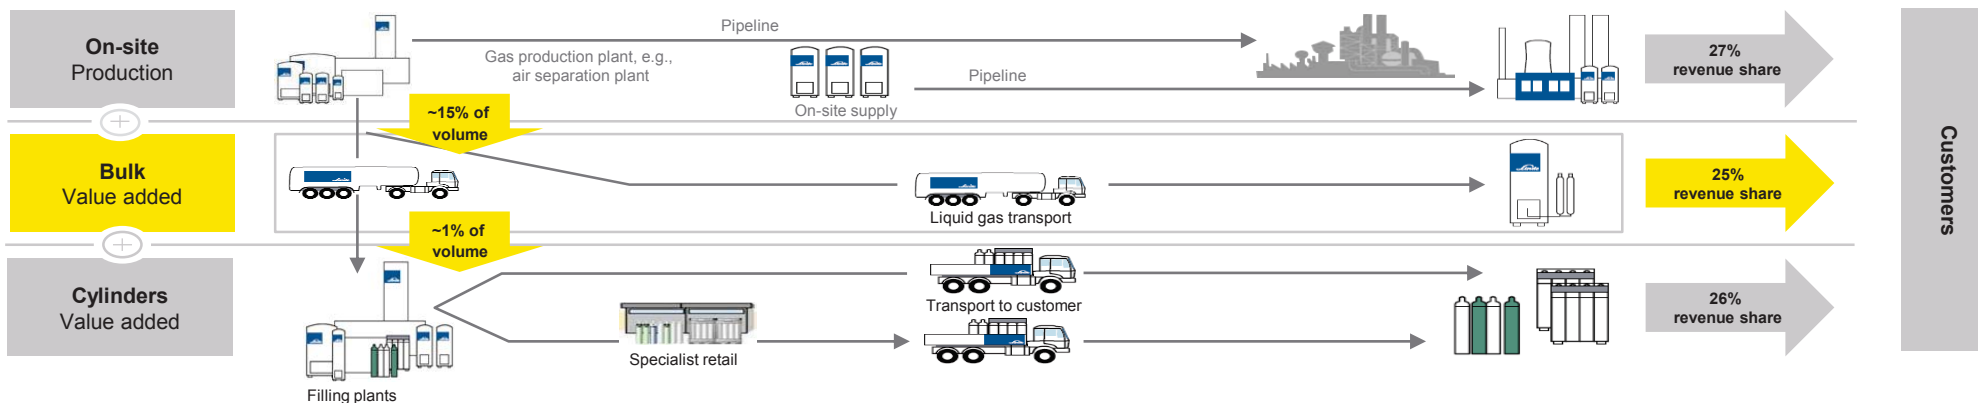 On-site
Production
Pipeline
Gas production plant, e.g.,
air separation plant
Pipeline
On-site supply
27%
revenue share
~15% of
volume
Bulk
Value added
Liquid gas transport
25%
revenue share
~1% of
volume
Cylinders
Value added
Transport to customer
Specialist retail
Filling plants
26%
revenue share
Customers